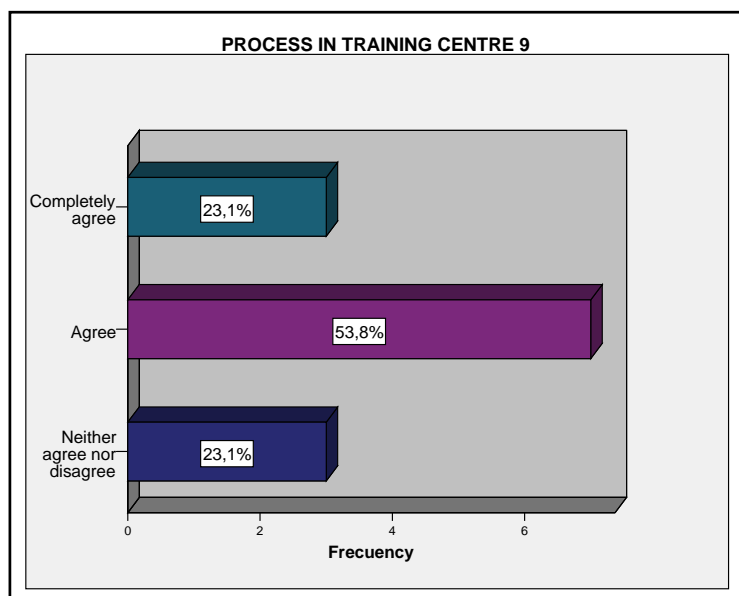 PROCESS IN TRAINING CENTRE 9
Completely
agree
23,1%
Agree
53,8%
Neither
agree nor
disagree
23,1%
0 2 4 6
Frecuency